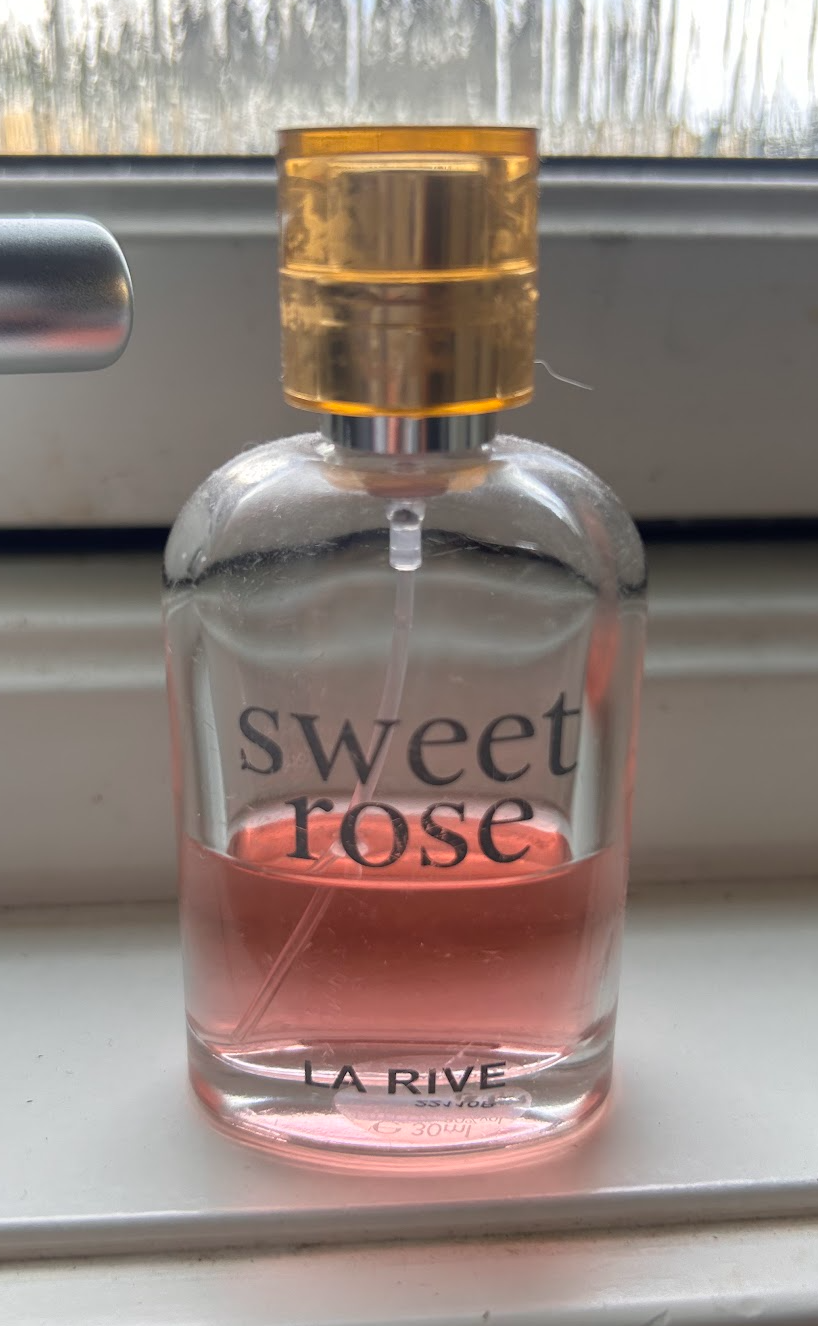 sweet
rose
LA RIVE
30ml